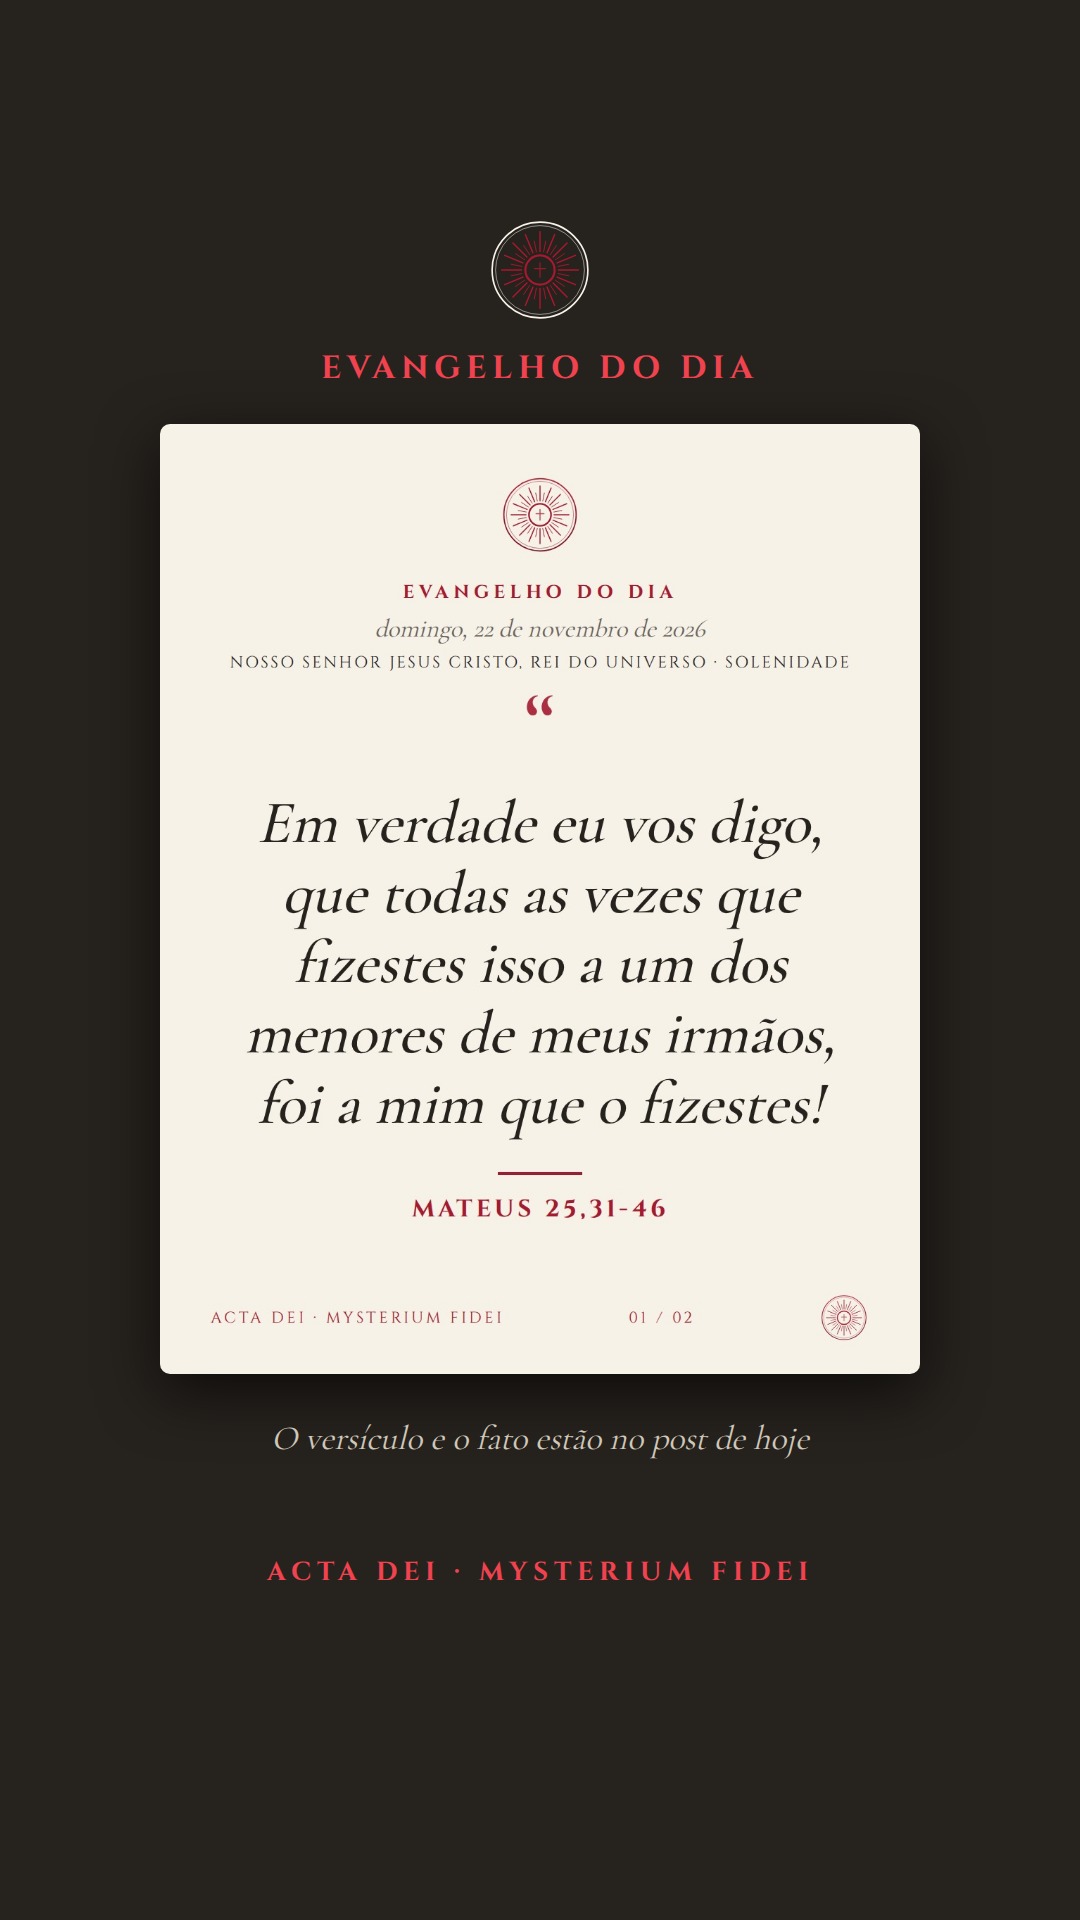 EVANGELHO DO DIA
EVANGELHO DO DIA
domingo, 22 de novembro de 2026
NOSSO SENHOR JESUS CRISTO, REI DO UNIVERSO · SOLENIDADE
“
Em verdade eu vos digo,
que todas as vezes que
fizestes isso a um dos
menores de meus irmãos,
foi a mim que o fizestes!
MATEUS 25,31-46
ACTA DEI · MYSTERIUM FIDEI 01 / 02
O versículo e o fato estão no post de hoje
ACTA DEI · MYSTERIUM FIDEI